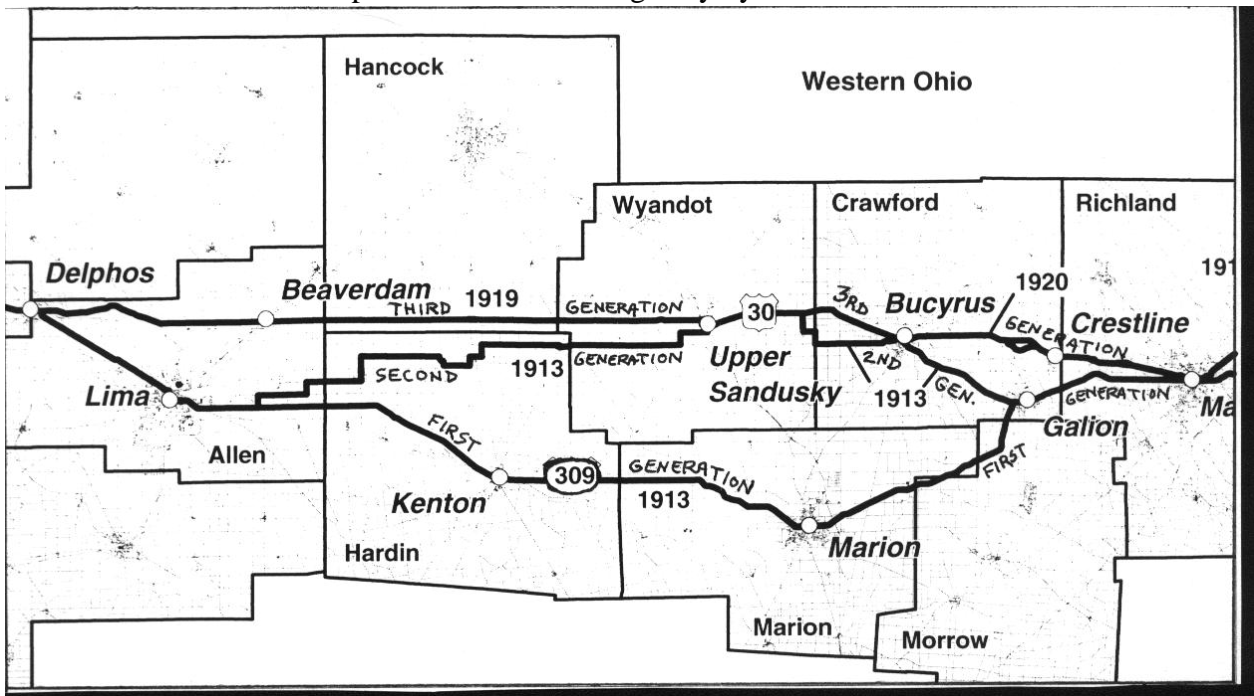 Hancock
Western Ohio
Wyandot
Crawford
Richland
Delphos
Beaverdam
THIRD
1919
GENERATION
30
3RD
Bucyrus
1920
GENERATION
Crestline
191
Lima
SECOND
1913
GENERATION
Upper
Sandusky
2ND
1913
GEN.
GENERATION
Galion
Ma
Allen
FIRST
Kenton
309
GENERATION
1913
FIRST
Marion
Hardin
Marion
Morrow